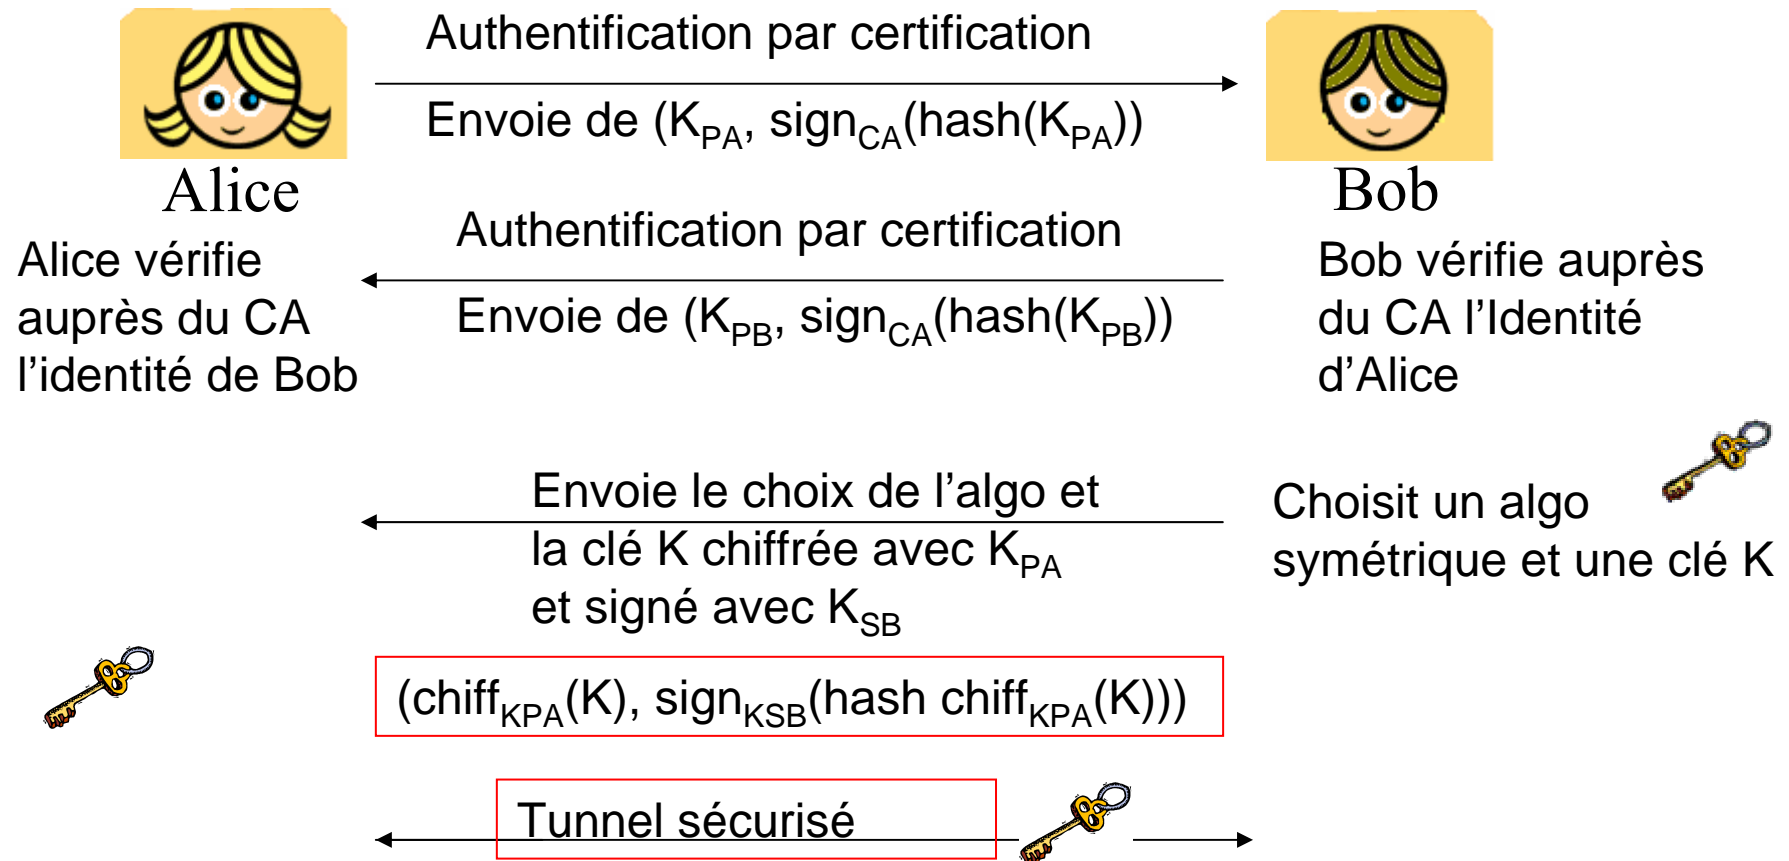 Authentification par certification
Envoie de (KPA, signCA(hash(KPA))
Alice
Bob
Authentification par certification
Envoie de (KPB, signCA(hash(KPB))
Alice vérifie
auprès du CA
l’identité de Bob
Bob vérifie auprès
du CA l’Identité
d’Alice
Envoie le choix de l’algo et
la clé K chiffrée avec KPA
et signé avec KSB
Choisit un algo
symétrique et une clé K
(chiffKPA(K), signKSB(hash chiffKPA(K)))
Tunnel sécurisé